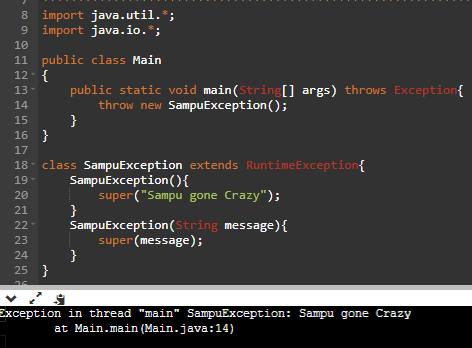 8 import java.util.*;
9 import java.io.*;
10
11 public class Main
12 {
13 public static void main(String[] args) throws Exception{
14 throw new SampuException();
15 }
16 }
17
18 class SampuException extends RuntimeException{
19 SampuException(){
20 super("Sampu gone Crazy");
21 }
22 SampuException(String message){
23 super(message);
24 }
25 }
Exception in thread "main" SampuException: Sampu gone Crazy
at Main.main(Main.java:14)